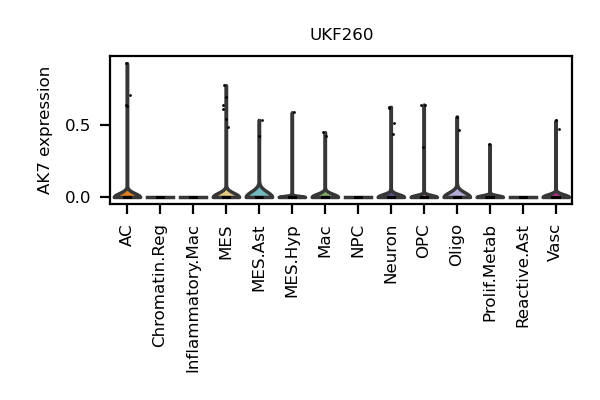 UKF260
AK7 expression
0.5
0.0
AC
Chromatin.Reg
Inflammatory.Mac
MES
MES.Ast
MES.Hyp
Mac
NPC
Neuron
OPC
Oligo
Prolif.Metab
Reactive.Ast
Vasc